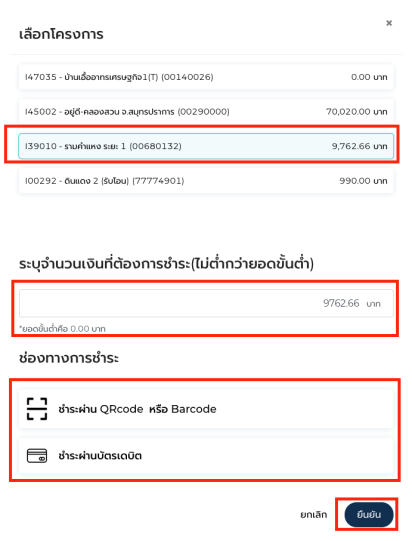 ×
เลือกโครงการ
I47035 - บ้านเอื้ออาทรเศรษฐกิจ1(T) (00140026) 0.00 บาท
I45002 - อยู่ดี-คลองสวน จ.สมุทรปราการ (00290000) 70,020.00 บาท
I39010 - รามคำแหง ระยะ 1 (00680132) 9,762.66 บาท
I00292 - ดินแดง 2 (รับโอน) (77774901) 990.00 บาท
ระบุจำนวนเงินที่ต้องการชำระ(ไม่ต่ำกว่ายอดขั้นต่ำ)
9762.66 บาท
*ยอดขั้นต่ำคือ 0.00 บาท
ช่องทางการชำระ
ชำระผ่าน QRcode หรือ Barcode
ชำระผ่านบัตรเดบิต
ยกเลิก ยืนยัน